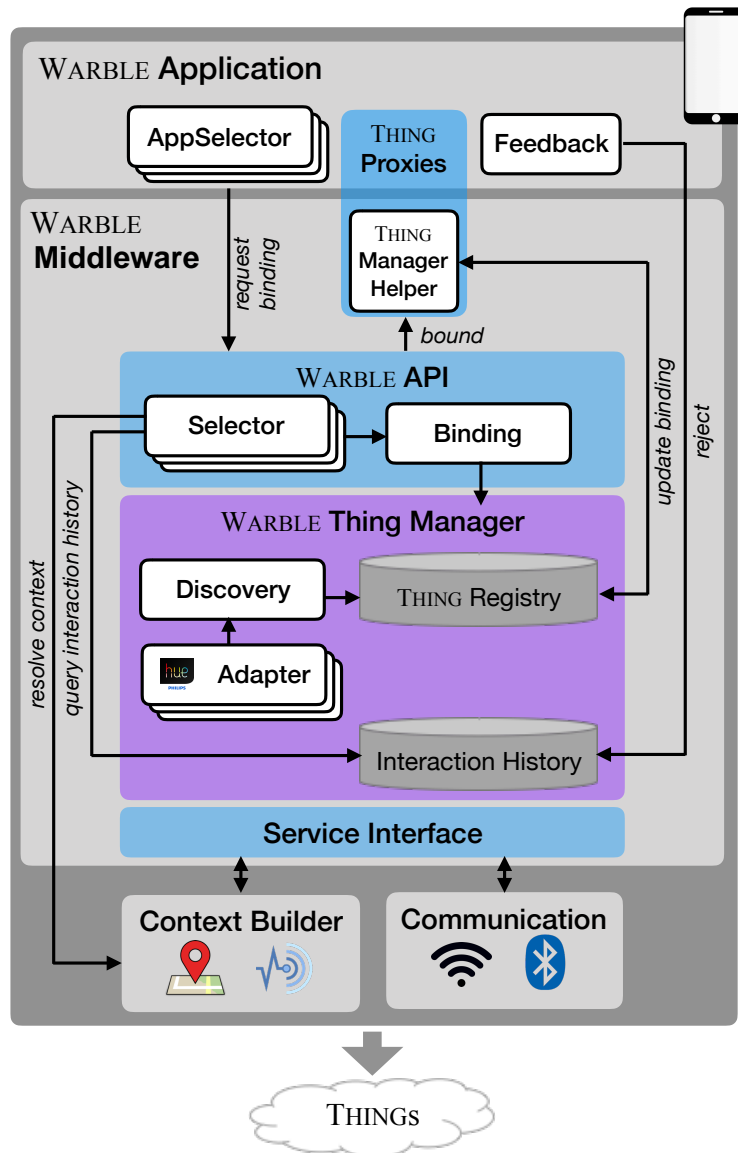 WARBLE Application
AppSelector
THING
Proxies
Feedback
WARBLE
Middleware
request
binding
THING
Manager
Helper
bound
WARBLE API
Selector
Binding
update binding
reject
WARBLE Thing Manager
Discovery
THING Registry
hue
PHILIPS
Adapter
Interaction History
resolve context
query interaction history
Service Interface
Context Builder
Communication
THINGS